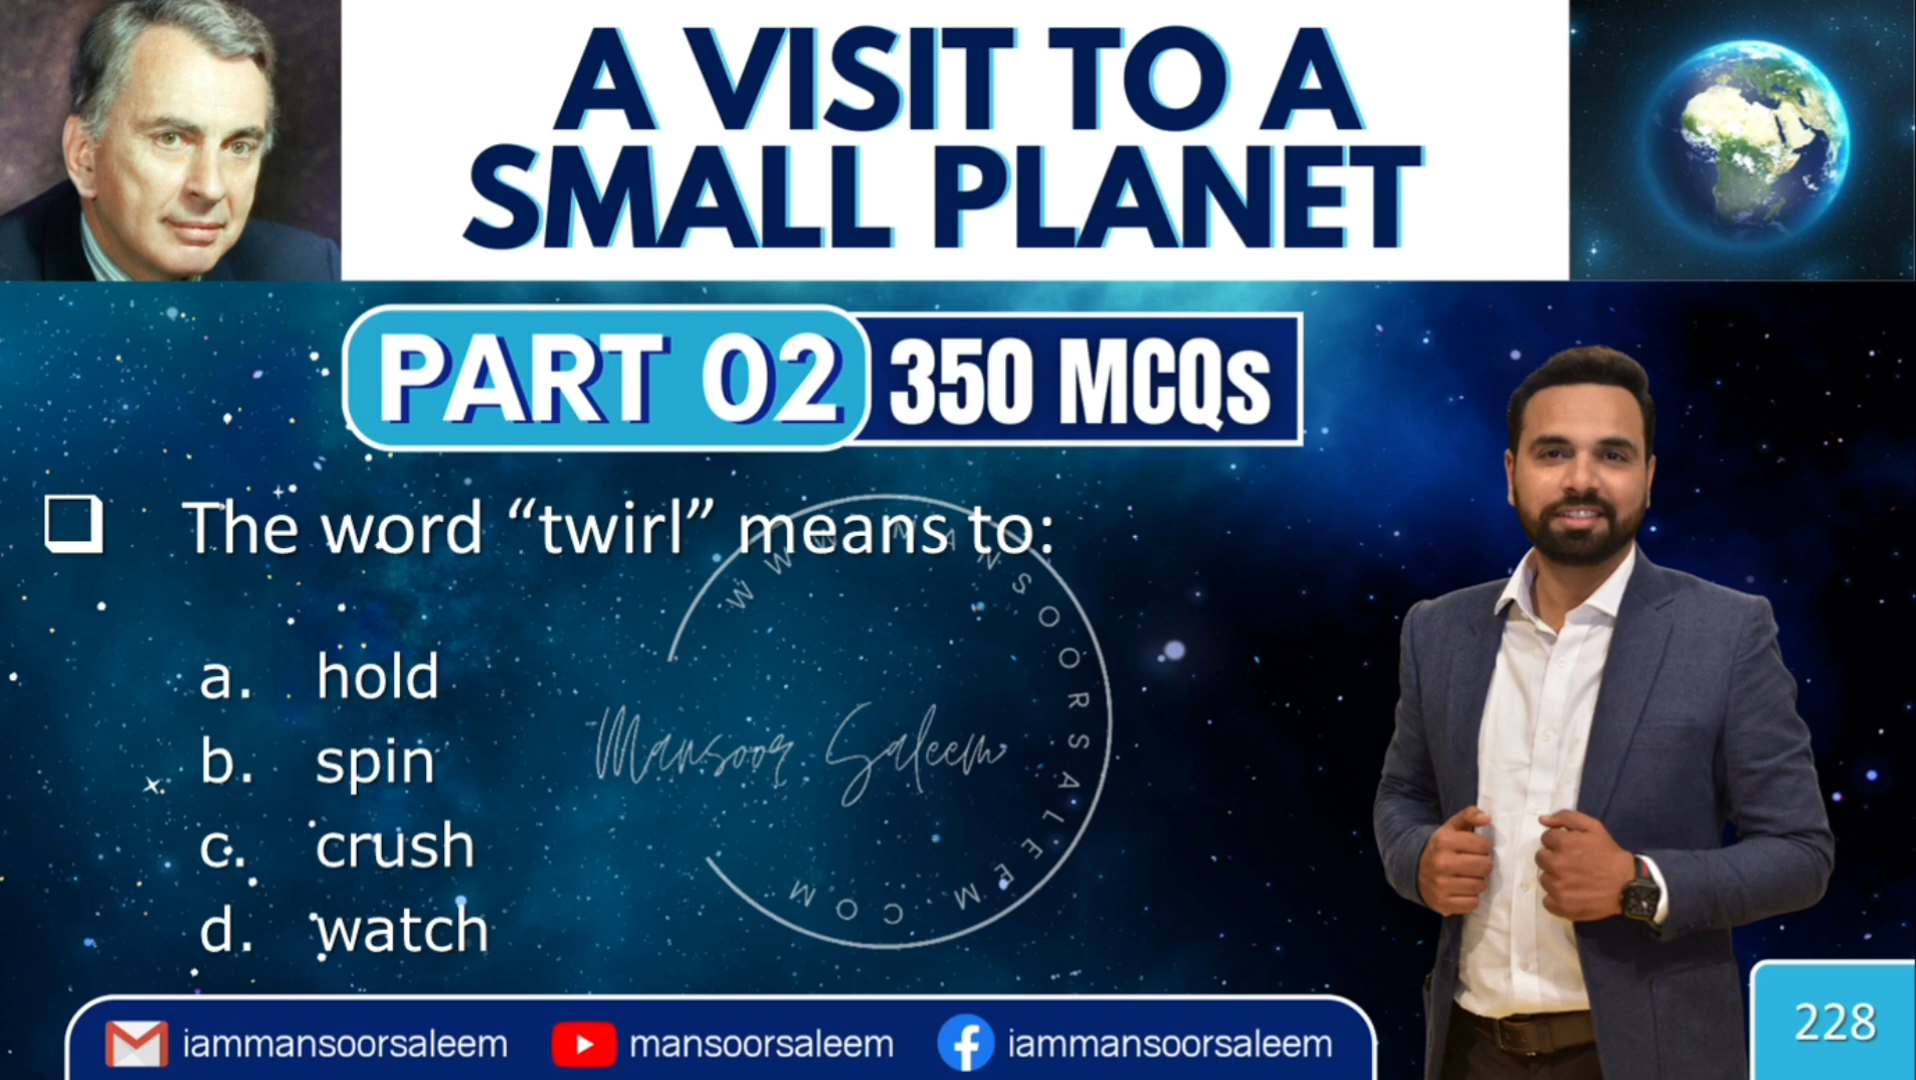 A VISIT TO A
SMALL PLANET
PART 02 350 MCQs
❑ The word “twirl” means to:
a. hold
b. spin
c. crush
d. watch
WWW.MANSOORSALEEM.COM
Mansoor Saleem
iammansoorsaleem mansoorsaleem iammansoorsaleem
228